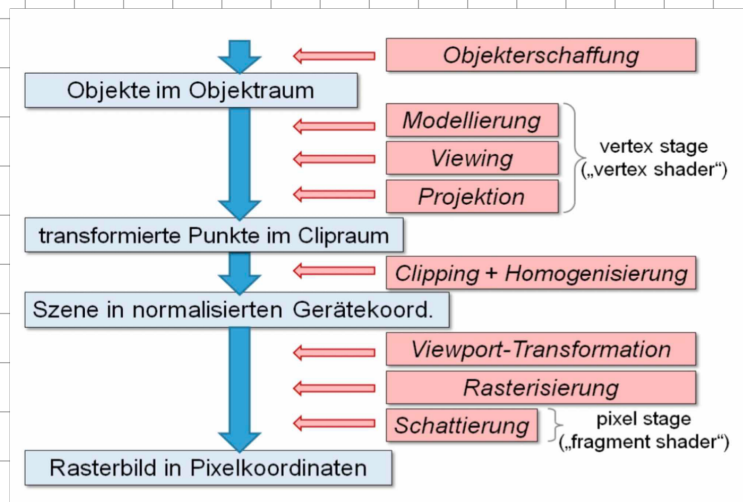 Objekterschaffung
Objekte im Objektraum
Modellierung
Viewing
Projektion
vertex stage
(„vertex shader“)
transformierte Punkte im Clipraum
Clipping + Homogenisierung
Szene in normalisierten Gerätekoord.
Viewport-Transformation
Rasterisierung
Schattierung
pixel stage
(„fragment shader“)
Rasterbild in Pixelkoordinaten